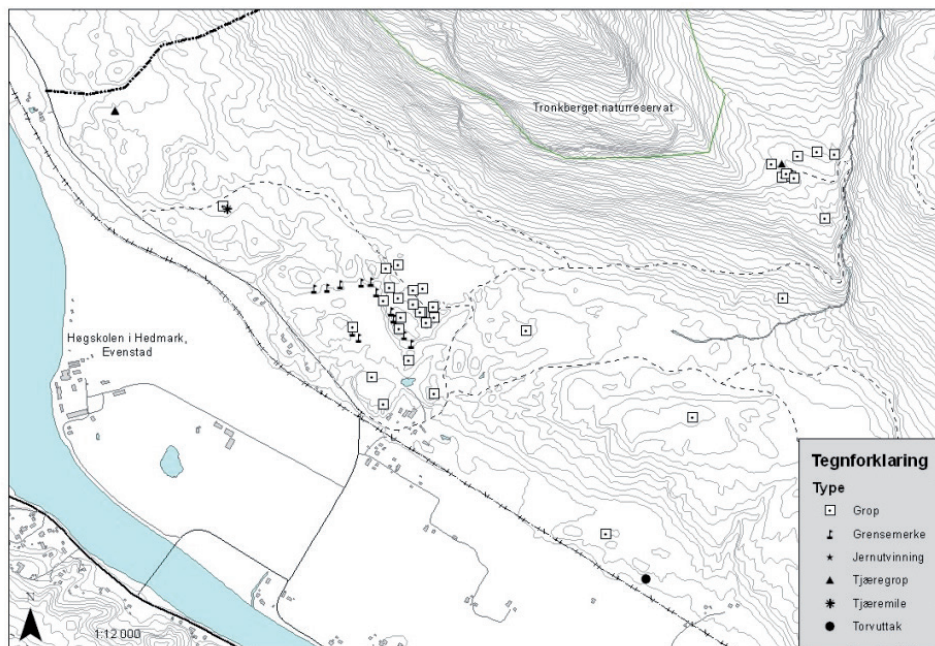 Tronkberget naturreservat
Høgskolen i Hedmark,
Evenstad
Tegnforklaring
Type
Grop
Grensemerke
Jernutvinning
Tjæregrop
Tjæremile
Torvuttak
N
1:12 000